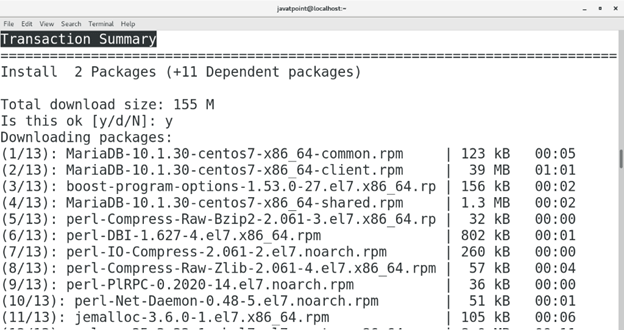 javatpoint@localhost:~
File Edit View Search Terminal Help
Transaction Summary
================================================================================
Install  2 Packages (+11 Dependent packages)
Total download size: 155 M
Is this ok [y/d/N]: y
Downloading packages:
(1/13): MariaDB-10.1.30-centos7-x86_64-common.rpm | 123 kB 00:05
(2/13): MariaDB-10.1.30-centos7-x86_64-client.rpm | 39 MB 01:01
(3/13): boost-program-options-1.53.0-27.el7.x86_64.rp | 156 kB 00:02
(4/13): MariaDB-10.1.30-centos7-x86_64-shared.rpm | 1.3 MB 00:02
(5/13): perl-Compress-Raw-Bzip2-2.061-3.el7.x86_64.rp | 32 kB 00:00
(6/13): perl-DBI-1.627-4.el7.x86_64.rpm | 802 kB 00:01
(7/13): perl-IO-Compress-2.061-2.el7.noarch.rpm | 260 kB 00:00
(8/13): perl-Compress-Raw-Zlib-2.061-4.el7.x86_64.rpm | 57 kB 00:04
(9/13): perl-PlRPC-0.2020-14.el7.noarch.rpm | 36 kB 00:00
(10/13): perl-Net-Daemon-0.48-5.el7.noarch.rpm | 51 kB 00:01
(11/13): jemalloc-3.6.0-1.el7.x86_64.rpm | 105 kB 00:06